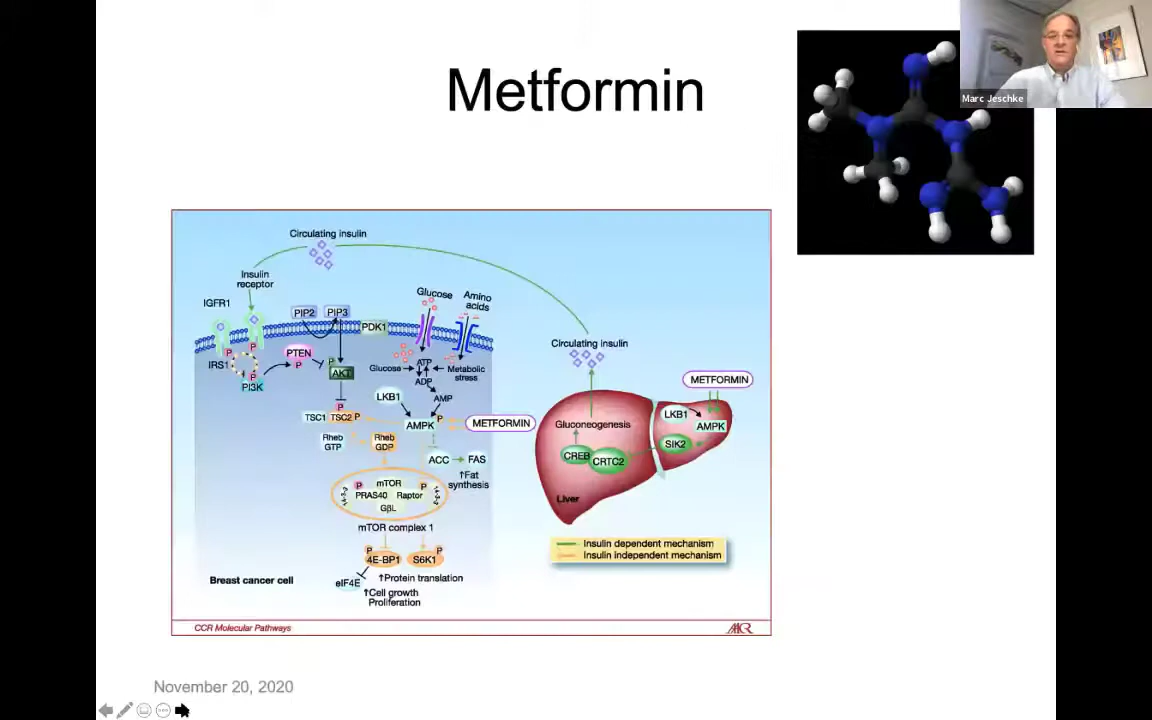 Metformin
Marc Jeschke
Circulating insulin
Insulin
receptor
IGFR1
PIP2
PIP3
PDK1
Glucose
Amino
acids
IRS1
P
P
P
PI3K
PTEN
P
P
AKT
Glucose
ATP
ADP
AMP
Metabolic
stress
LKB1
AMPK
P
METFORMIN
P
TSC1
TSC2
P
Rheb
GTP
Rheb
GDP
ACC
FAS
↑Fat
synthesis
P
mTOR
P
PRAS40
Raptor
GβL
mTOR complex 1
P
4E-BP1
S6K1
P
eIF4E
↑Protein translation
↑Cell growth
Proliferation
Breast cancer cell
Circulating insulin
Gluconeogenesis
CREB
CRTC2
Liver
METFORMIN
LKB1
AMPK
SIK2
Insulin dependent mechanism
Insulin independent mechanism
CCR Molecular Pathways
AACR
November 20, 2020